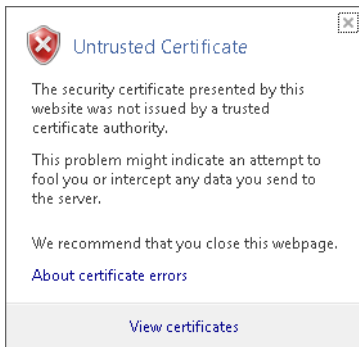 Untrusted Certificate
The security certificate presented by this
website was not issued by a trusted
certificate authority.
This problem might indicate an attempt to
fool you or intercept any data you send to
the server.
We recommend that you close this webpage.
About certificate errors
View certificates